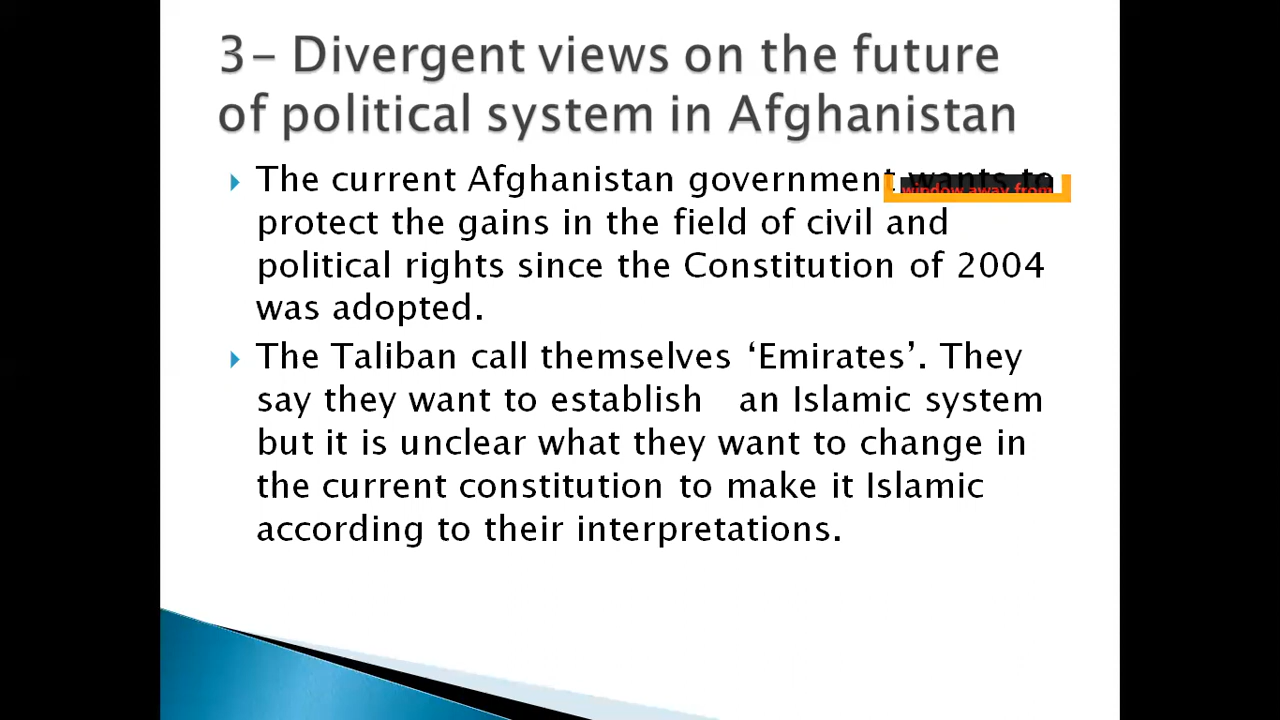 3- Divergent views on the future
of political system in Afghanistan
The current Afghanistan government wants to
window away from
protect the gains in the field of civil and
political rights since the Constitution of 2004
was adopted.
The Taliban call themselves ‘Emirates’. They
say they want to establish an Islamic system
but it is unclear what they want to change in
the current constitution to make it Islamic
according to their interpretations.